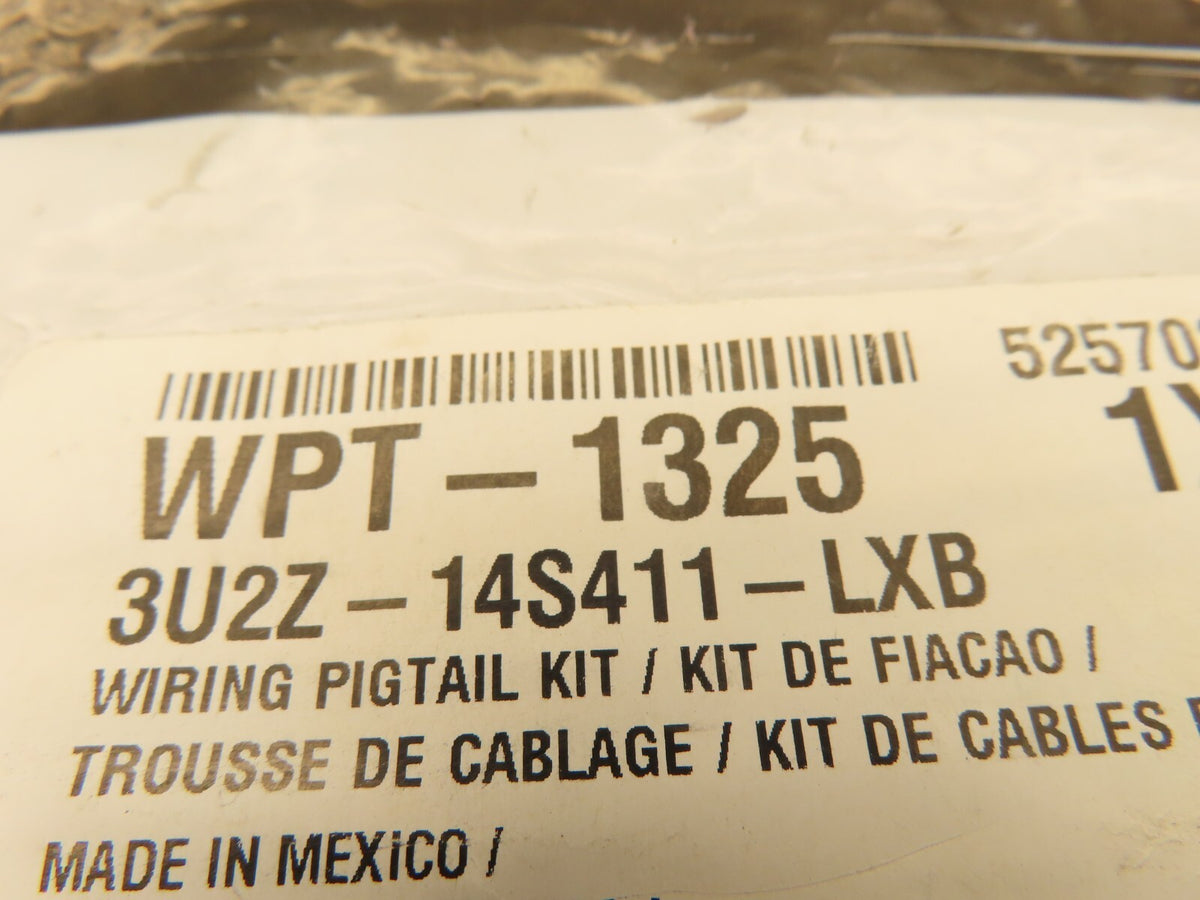 52570
WPT-1325
3U2Z-14S411-LXB
WIRING PIGTAIL KIT / KIT DE FIACAO /
TROUSSE DE CABLAGE / KIT DE CABLES
MADE IN MEXICO /